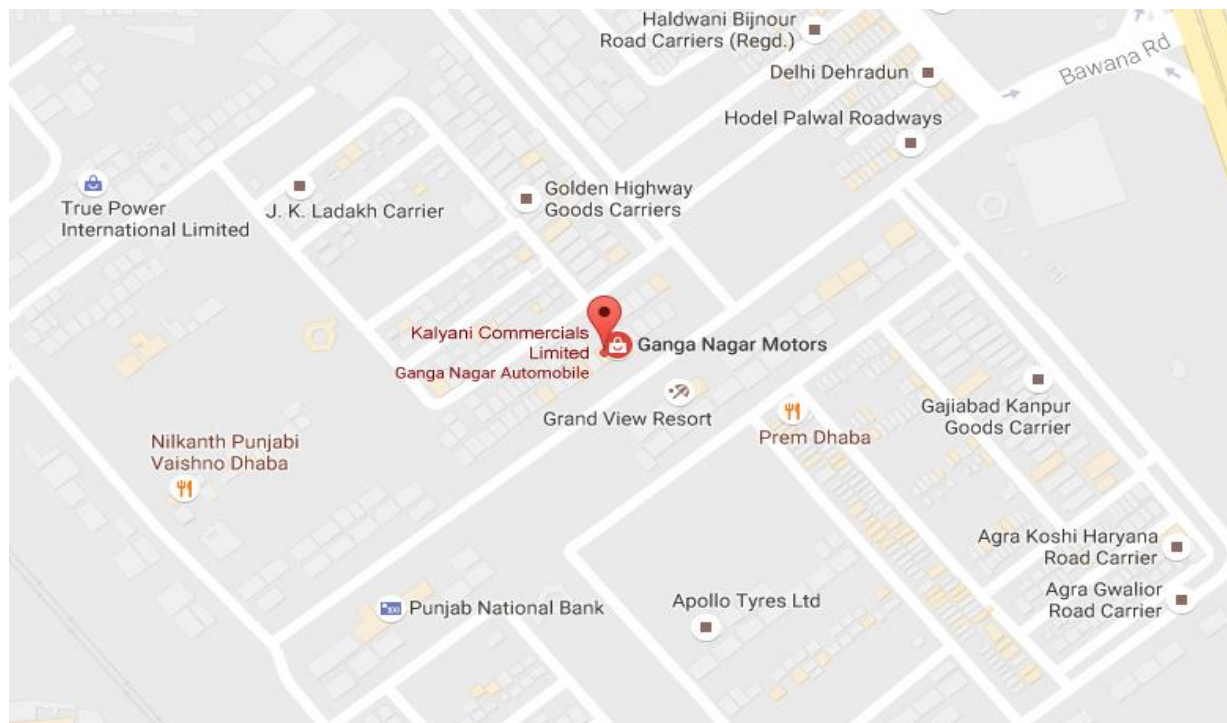 Haldwani Bijnour
Road Carriers (Regd.)
Bawana Rd
Delhi Dehradun
Hodel Palwal Roadways
True Power
International Limited
J. K. Ladakh Carrier
Golden Highway
Goods Carriers
Kalyani Commercials
Limited
Ganga Nagar Automobile
Ganga Nagar Motors
Grand View Resort
Prem Dhaba
Gajiabad Kanpur
Goods Carrier
Nilkanth Punjabi
Vaishno Dhaba
Agra Koshi Haryana
Road Carrier
Agra Gwalior
Road Carrier
Punjab National Bank
Apollo Tyres Ltd